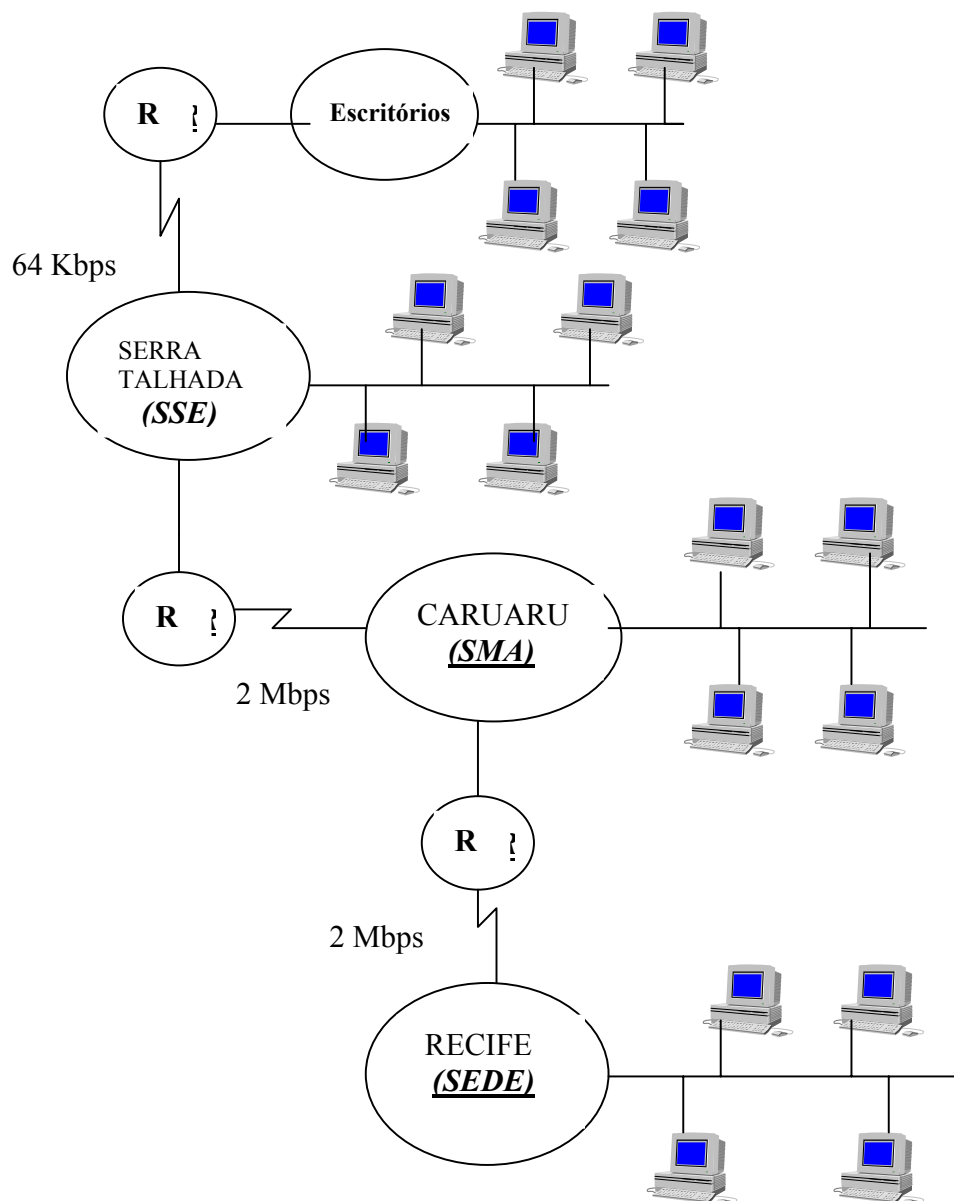 Escritórios
R R
64 Kbps
SERRA
TALHADA
(SSE)
R R
CARUARU
(SMA)
2 Mbps
R R
2 Mbps
RECIFE
(SEDE)